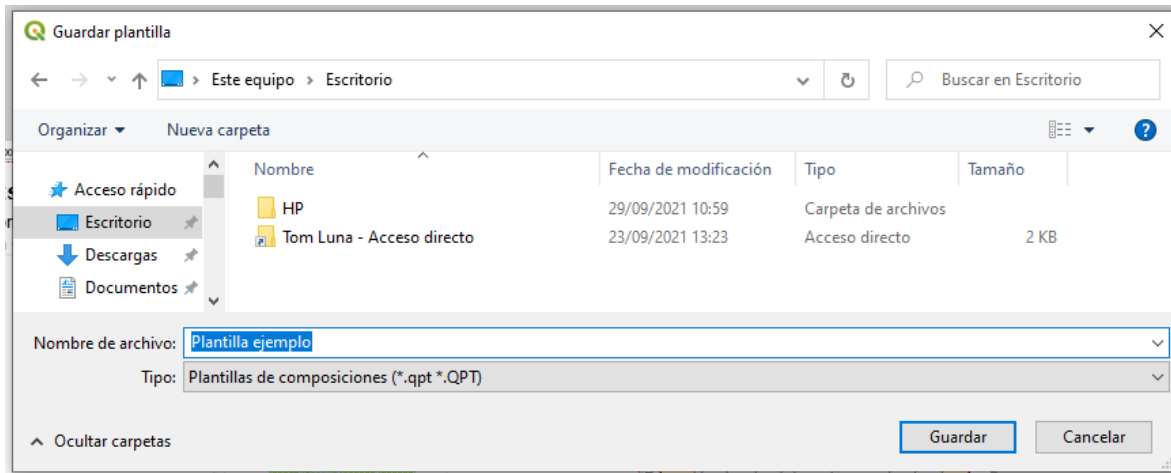 Guardar plantilla
Este equipo > Escritorio
Buscar en Escritorio
Organizar
Nueva carpeta
Nombre
Fecha de modificación
Tipo
Tamaño
Acceso rápido
Escritorio
Descargas
Documentos
HP
29/09/2021 10:59
Carpeta de archivos
Tom Luna - Acceso directo
23/09/2021 13:23
Acceso directo
2 KB
Nombre de archivo: Plantilla ejemplo
Tipo: Plantillas de composiciones (*.qpt *.QPT)
Ocultar carpetas
Guardar
Cancelar